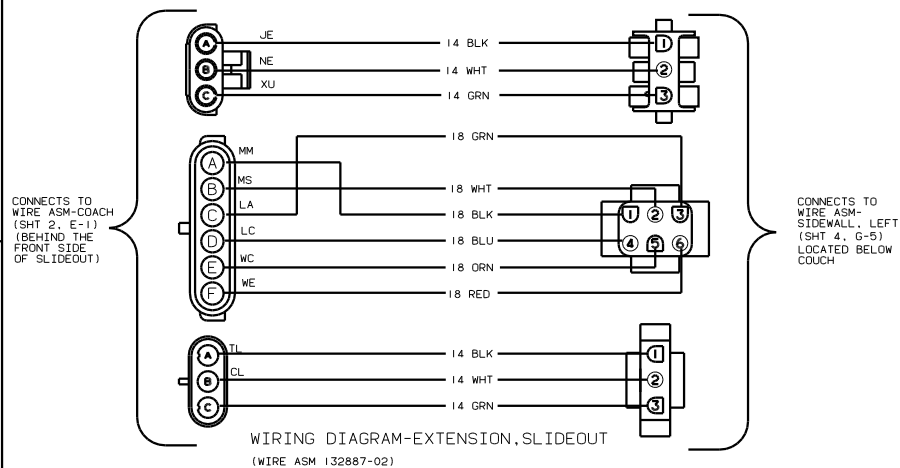 JE
A
14 BLK
1
NE
B
14 WHT
2
XU
C
14 GRN
3
18 GRN
MM
A
MS
B
18 WHT
LA
C
18 BLK
1 2 3
LC
D
18 BLU
4 5 6
WC
E
18 ORN
WE
F
18 RED
CONNECTS TO
WIRE ASM-COACH
(SHT 2, E-1)
(BEHIND THE
FRONT SIDE
OF SLIDEOUT)
CONNECTS TO
WIRE ASM-
SIDEWALL, LEFT
(SHT 4, G-5)
LOCATED BELOW
COUCH
TL
A
14 BLK
1
CL
B
14 WHT
2
C
14 GRN
3
WIRING DIAGRAM-EXTENSION,SLIDEOUT
(WIRE ASM 132887-02)